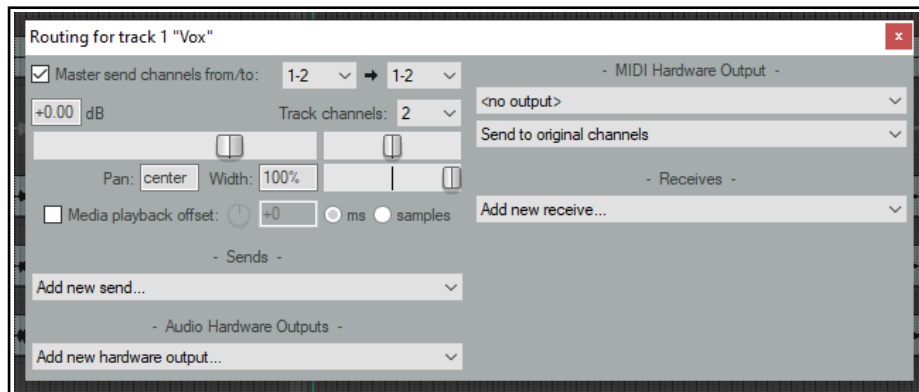 Routing for track 1 "Vox"
x
Master send channels from/to: 1-2 → 1-2
+0.00 dB Track channels: 2
Pan: center Width: 100%
Media playback offset: +0 ms samples
- Sends -
Add new send...
- Audio Hardware Outputs -
Add new hardware output...
- MIDI Hardware Output -
<no output>
Send to original channels
- Receives -
Add new receive...